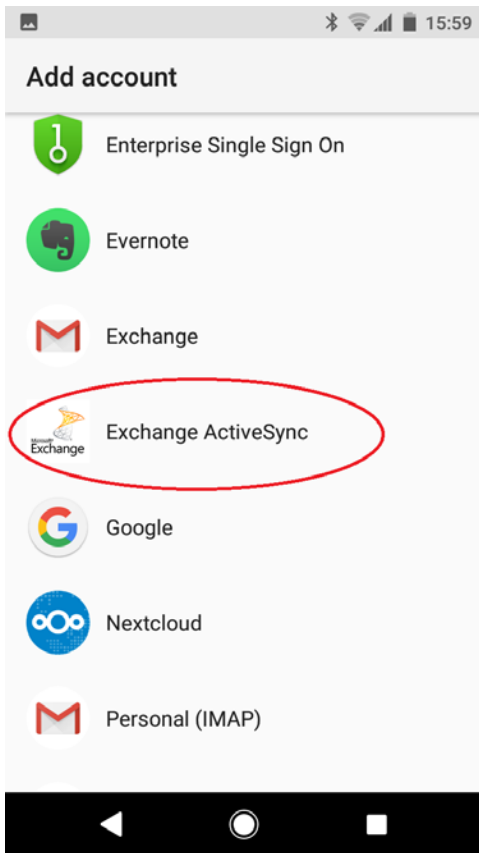 15:59
Add account
Enterprise Single Sign On
Evernote
Exchange
Microsoft
Exchange
Exchange ActiveSync
Google
Nextcloud
Personal (IMAP)